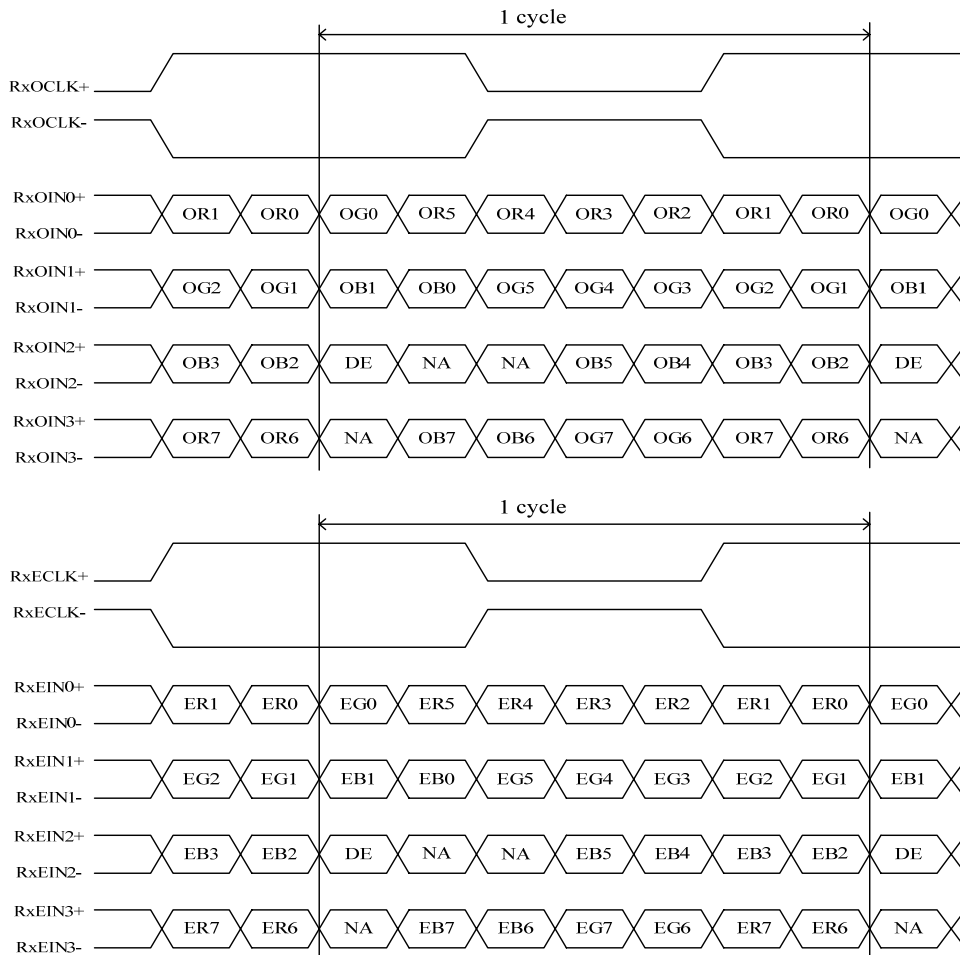 1 cycle
RxOCLK+
RxOCLK-
RxOIN0+
OR1 OR0 OG0 OR5 OR4 OR3 OR2 OR1 OR0 OG0
RxOIN0-
RxOIN1+
OG2 OG1 OB1 OB0 OG5 OG4 OG3 OG2 OG1 OB1
RxOIN1-
RxOIN2+
OB3 OB2 DE NA NA OB5 OB4 OB3 OB2 DE
RxOIN2-
RxOIN3+
OR7 OR6 NA OB7 OB6 OG7 OG6 OR7 OR6 NA
RxOIN3-
1 cycle
RxECLK+
RxECLK-
RxEIN0+
ER1 ER0 EG0 ER5 ER4 ER3 ER2 ER1 ER0 EG0
RxEIN0-
RxEIN1+
EG2 EG1 EB1 EB0 EG5 EG4 EG3 EG2 EG1 EB1
RxEIN1-
RxEIN2+
EB3 EB2 DE NA NA EB5 EB4 EB3 EB2 DE
RxEIN2-
RxEIN3+
ER7 ER6 NA EB7 EB6 EG7 EG6 ER7 ER6 NA
RxEIN3-